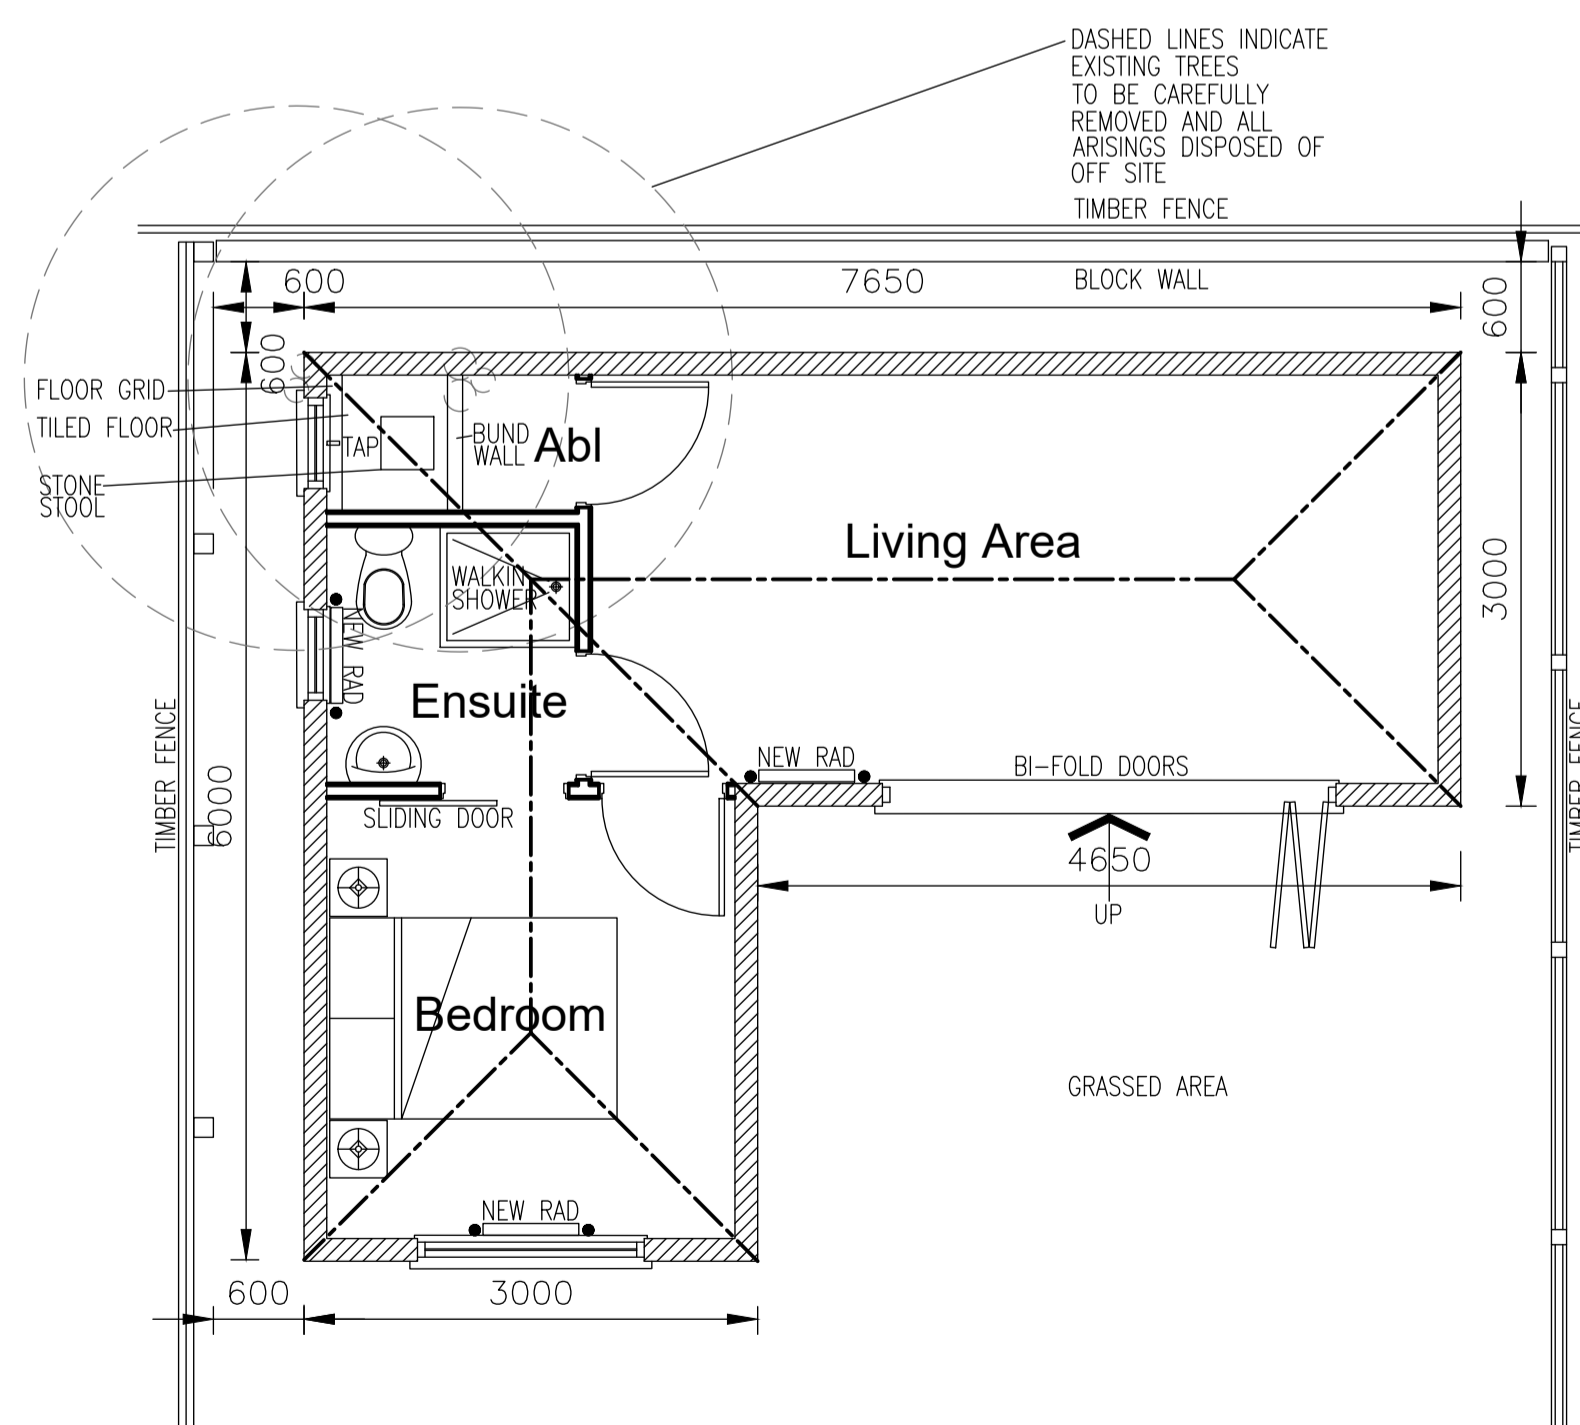 DASHED LINES INDICATE
EXISTING TREES
TO BE CAREFULLY
REMOVED AND ALL
ARISINGS DISPOSED OF
OFF SITE
TIMBER FENCE
600
7650
BLOCK WALL
600
600
FLOOR GRID
TILED FLOOR
TAP
BUND
WALL
Abl
STONE
STOOL
Living Area
3000
WALKIN
SHOWER
NEW RAD
Ensuite
TIMBER FENCE
6000
NEW RAD
BI-FOLD DOORS
TIMBER FENCE
SLIDING DOOR
4650
UP
Bedroom
GRASSED AREA
NEW RAD
600
3000